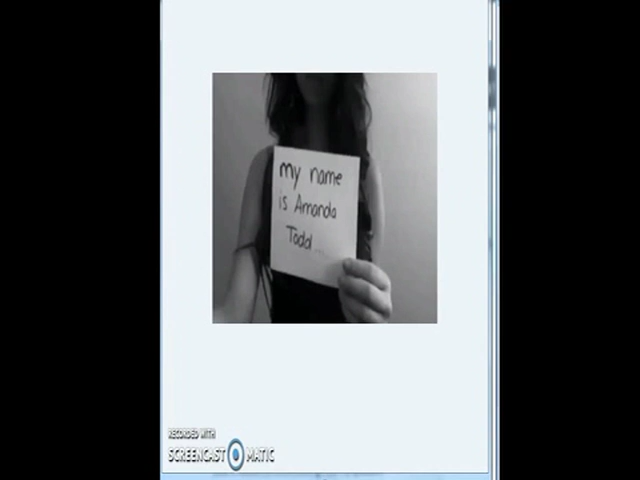 my name
is Amanda
Todd...
RECORDED WITH
SCREENCAST MATIC